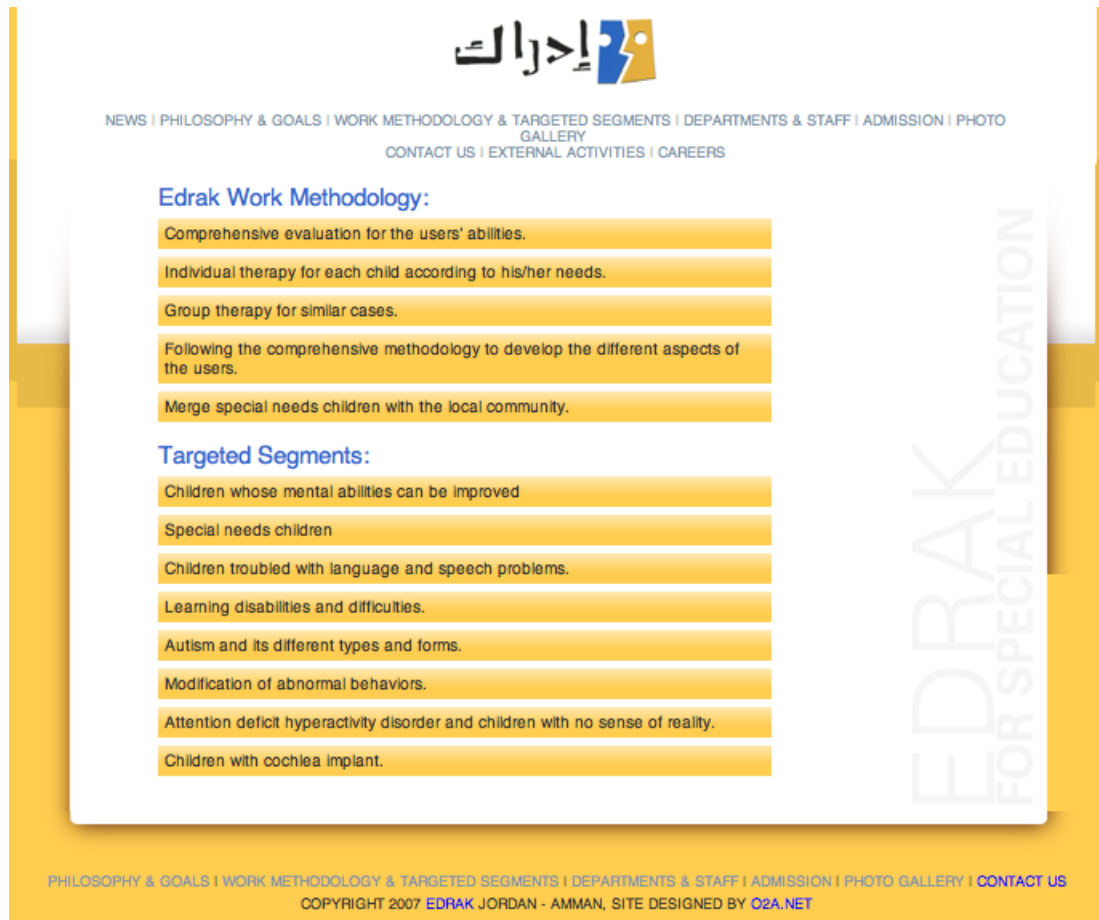 إدراك
NEWS | PHILOSOPHY & GOALS | WORK METHODOLOGY & TARGETED SEGMENTS | DEPARTMENTS & STAFF | ADMISSION | PHOTO
GALLERY
CONTACT US | EXTERNAL ACTIVITIES | CAREERS
Edrak Work Methodology:
Comprehensive evaluation for the users' abilities.
Individual therapy for each child according to his/her needs.
Group therapy for similar cases.
Following the comprehensive methodology to develop the different aspects of
the users.
Merge special needs children with the local community.
Targeted Segments:
Children whose mental abilities can be improved
Special needs children
Children troubled with language and speech problems.
Learning disabilities and difficulties.
Autism and its different types and forms.
Modification of abnormal behaviors.
Attention deficit hyperactivity disorder and children with no sense of reality.
Children with cochlea implant.
EDRAK
FOR SPECIAL EDUCATION
PHILOSOPHY & GOALS | WORK METHODOLOGY & TARGETED SEGMENTS | DEPARTMENTS & STAFF | ADMISSION | PHOTO GALLERY | CONTACT US
COPYRIGHT 2007 EDRAK JORDAN - AMMAN, SITE DESIGNED BY O2A.NET